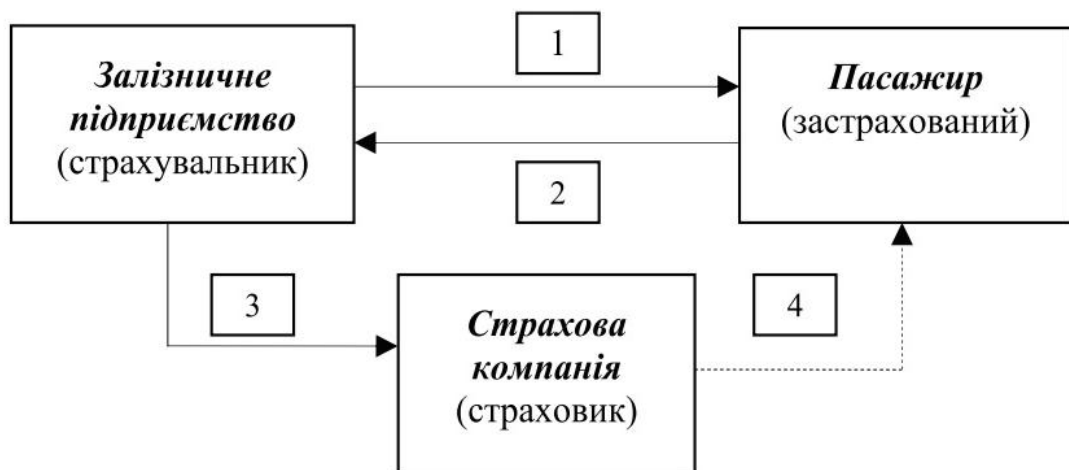 1
Залізничне
підприємство
(страхувальник)
Пасажир
(застрахований)
2
3
4
Страхова
компанія
(страховик)